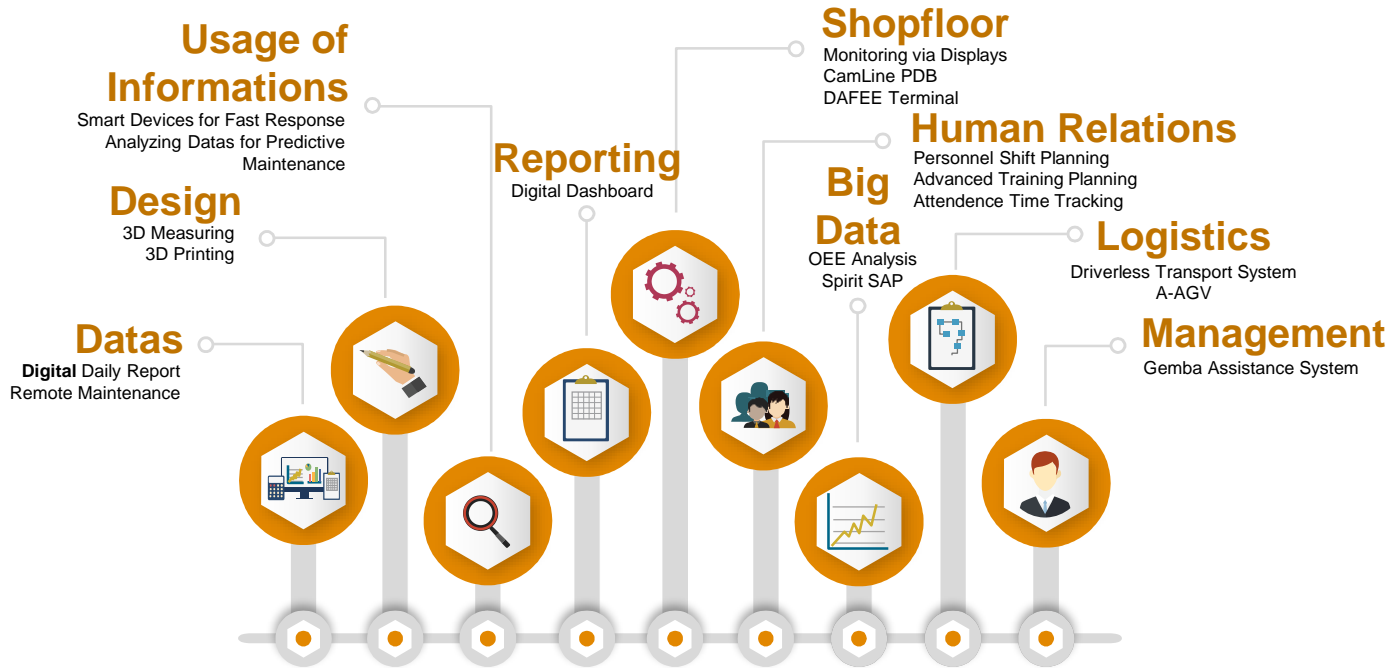 Usage of
Informations
Smart Devices for Fast Response
Analyzing Datas for Predictive
Maintenance
Design
3D Measuring
3D Printing
Datas
Digital Daily Report
Remote Maintenance
Reporting
Digital Dashboard
Shopfloor
Monitoring via Displays
CamLine PDB
DAFEE Terminal
Human Relations
Personnel Shift Planning
Advanced Training Planning
Attendence Time Tracking
Big
Data
OEE Analysis
Spirit SAP
Logistics
Driverless Transport System
A-AGV
Management
Gemba Assistance System